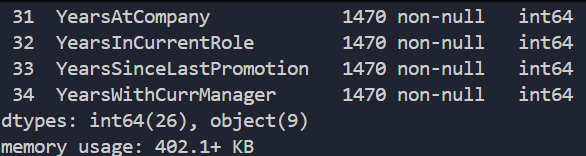 31 YearsAtCompany 1470 non-null int64
32 YearsInCurrentRole 1470 non-null int64
33 YearsSinceLastPromotion 1470 non-null int64
34 YearsWithCurrManager 1470 non-null int64
dtypes: int64(26), object(9)
memory usage: 402.1+ KB